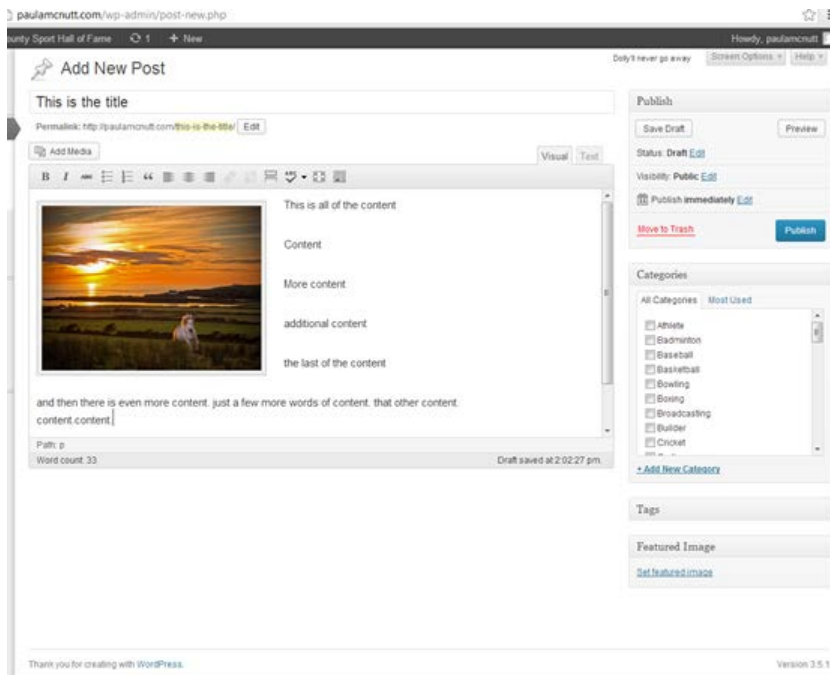 paulamcnutt.com/wp-admin/post-new.php
ounty Sport Hall of Fame 1 + New Howdy, paulamcnutt
Dolly'll never go away Screen Options Help
Add New Post
This is the title
Permalink: http://paulamcnutt.com/this-is-the-title/ Edit
Add Media
Visual Text
B I ABC ABC
This is all of the content
Content
More content
additional content
the last of the content
and then there is even more content. just a few more words of content. that other content.
content.content.
Path: p
Word count: 33 Draft saved at 2:02:27 pm.
Publish
Save Draft Preview
Status: Draft Edit
Visibility: Public Edit
Publish immediately Edit
Move to Trash Publish
Categories
All Categories Most Used
Athlete
Badminton
Baseball
Basketball
Bowling
Boxing
Broadcasting
Builder
Cricket
+ Add New Category
Tags
Featured Image
Set featured image
Thank you for creating with WordPress. Version 3.5.1